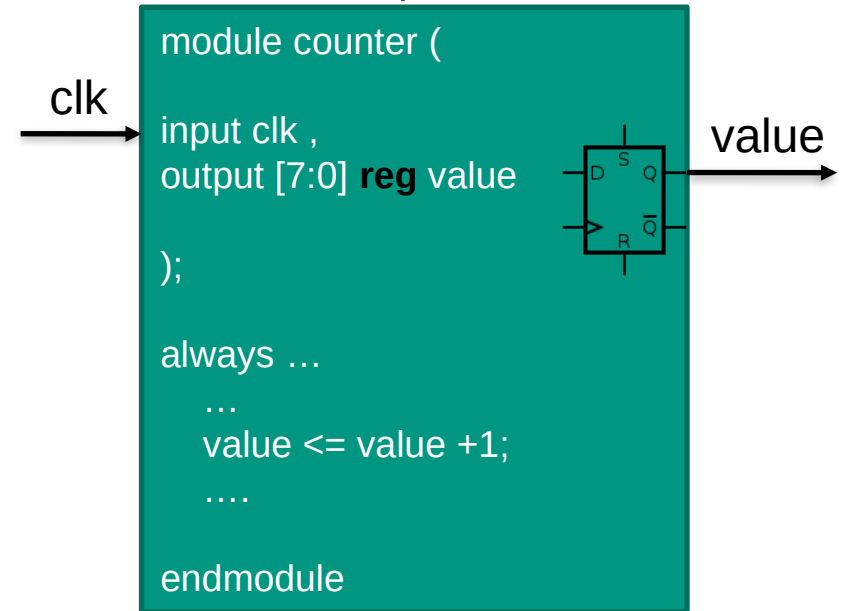 module counter (
clk
input clk ,
output [7:0] reg value
value
S
D
Q
Q̅
R
);
always …
…
value <= value +1;
….
endmodule